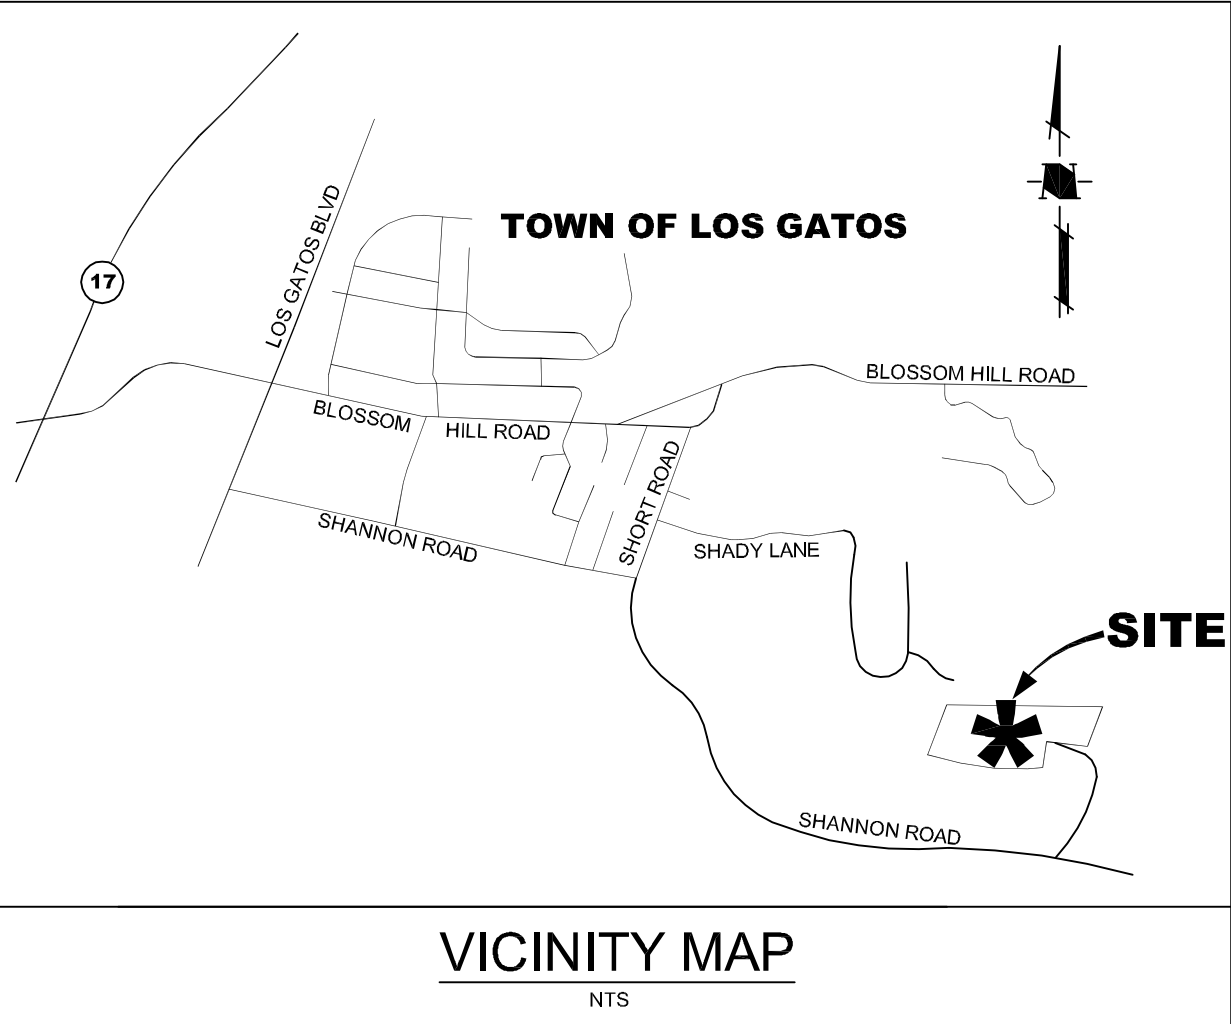 TOWN OF LOS GATOS
N
LOS GATOS BLVD
17
BLOSSOM HILL ROAD
BLOSSOM HILL ROAD
SHORT ROAD
SHANNON ROAD
SHADY LANE
SITE
SHANNON ROAD
VICINITY MAP
NTS